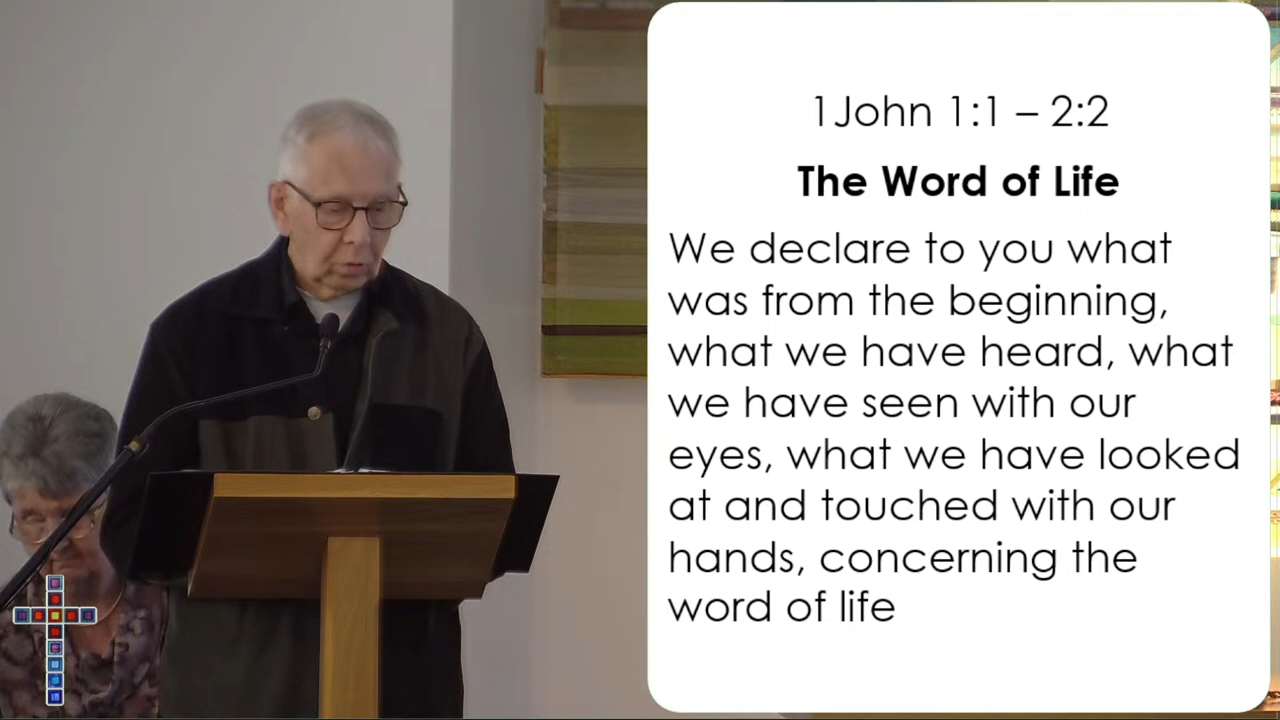 1 John 1:1 – 2:2
The Word of Life
We declare to you what
was from the beginning,
what we have heard, what
we have seen with our
eyes, what we have looked
at and touched with our
hands, concerning the
word of life